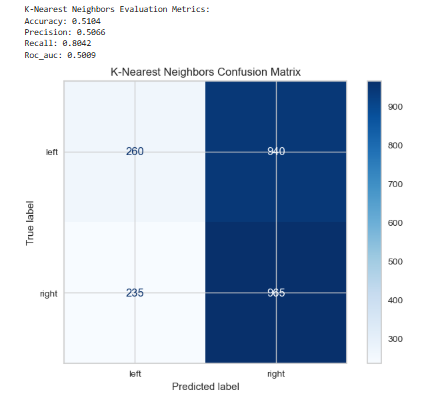 K-Nearest Neighbors Evaluation Metrics:
Accuracy: 0.5104
Precision: 0.5066
Recall: 0.8042
Roc_auc: 0.5009
K-Nearest Neighbors Confusion Matrix
left
260
940
right
235
965
True label
left
right
Predicted label
900
800
700
600
500
400
300